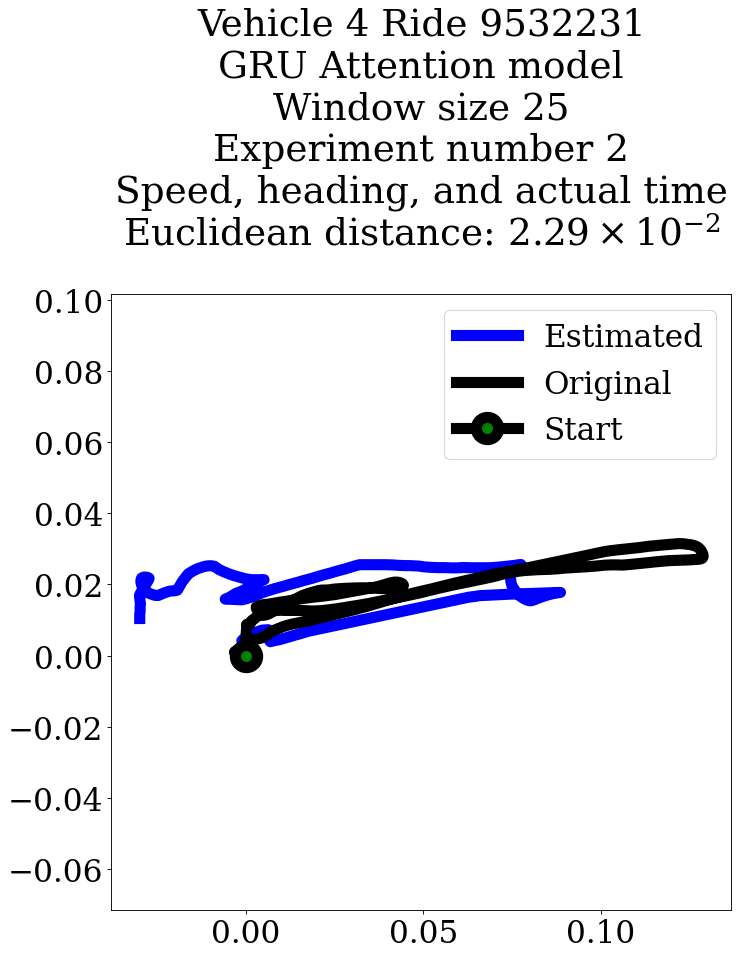 Vehicle 4 Ride 9532231
GRU Attention model
Window size 25
Experiment number 2
Speed, heading, and actual time
Euclidean distance: 2.29 × 10⁻²
Estimated
Original
Start
0.10
0.08
0.06
0.04
0.02
0.00
−0.02
−0.04
−0.06
0.00 0.05 0.10